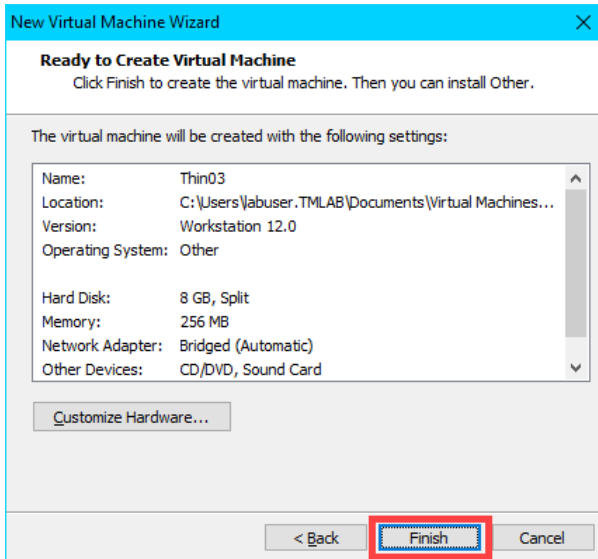 New Virtual Machine Wizard
Ready to Create Virtual Machine
Click Finish to create the virtual machine. Then you can install Other.
The virtual machine will be created with the following settings:
Name: Thin03
Location: C:\Users\labuser.TMLAB\Documents\Virtual Machines...
Version: Workstation 12.0
Operating System: Other
Hard Disk: 8 GB, Split
Memory: 256 MB
Network Adapter: Bridged (Automatic)
Other Devices: CD/DVD, Sound Card
Customize Hardware...
< Back Finish Cancel